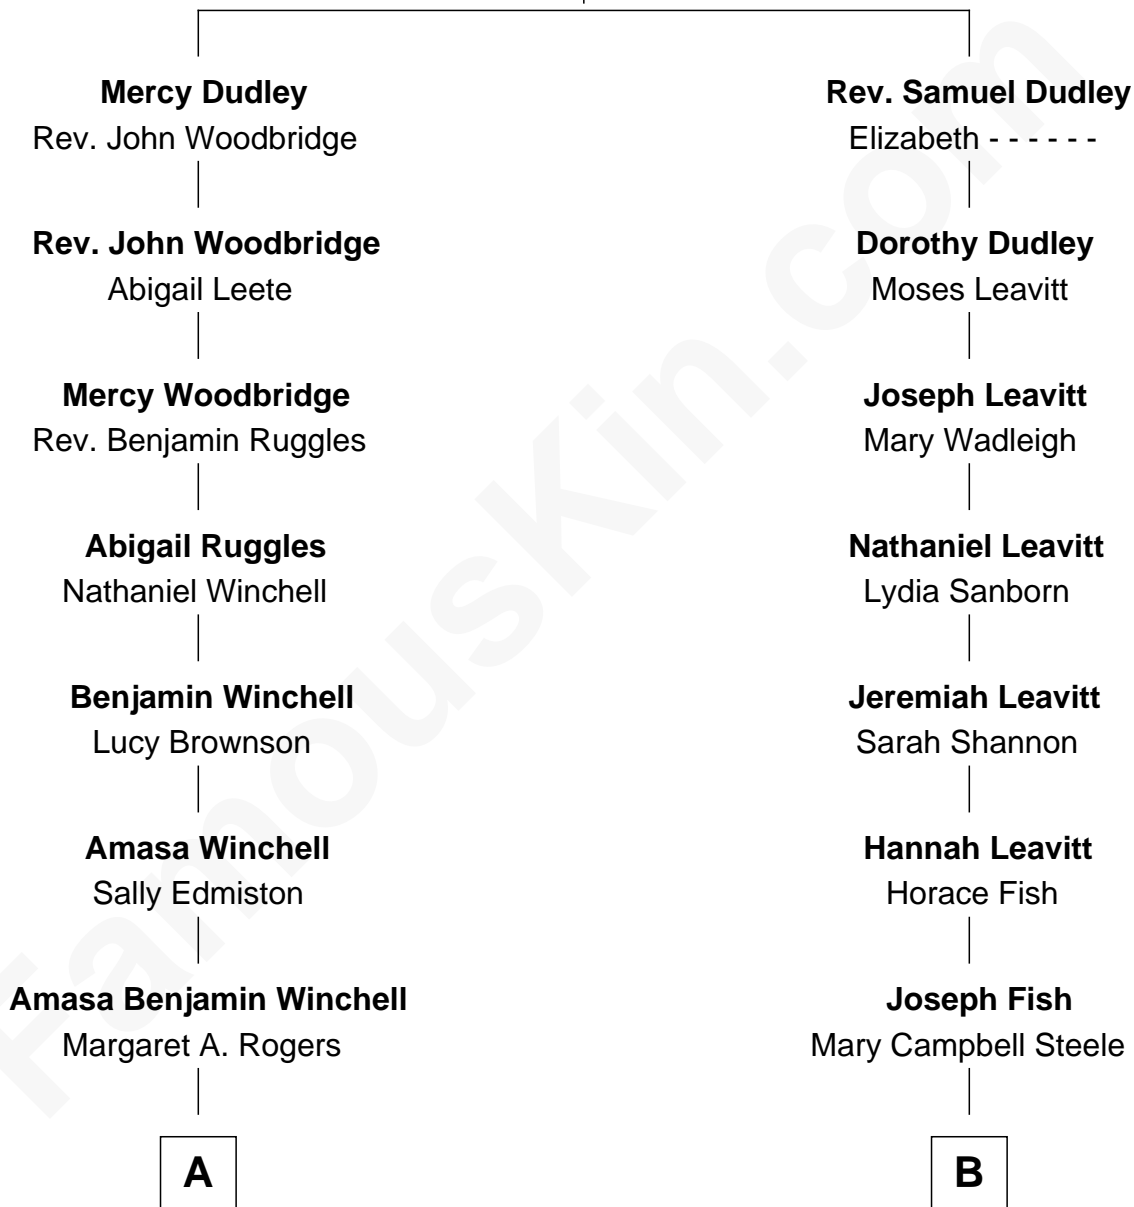 Mercy Dudley
Rev. John Woodbridge
Rev. John Woodbridge
Abigail Leete
Mercy Woodbridge
Rev. Benjamin Ruggles
Abigail Ruggles
Nathaniel Winchell
Benjamin Winchell
Lucy Brownson
Amasa Winchell
Sally Edmiston
Amasa Benjamin Winchell
Margaret A. Rogers
A
Rev. Samuel Dudley
Elizabeth - - - - - -
Dorothy Dudley
Moses Leavitt
Joseph Leavitt
Mary Wadleigh
Nathaniel Leavitt
Lydia Sanborn
Jeremiah Leavitt
Sarah Shannon
Hannah Leavitt
Horace Fish
Joseph Fish
Mary Campbell Steele
B
FamousKin.com